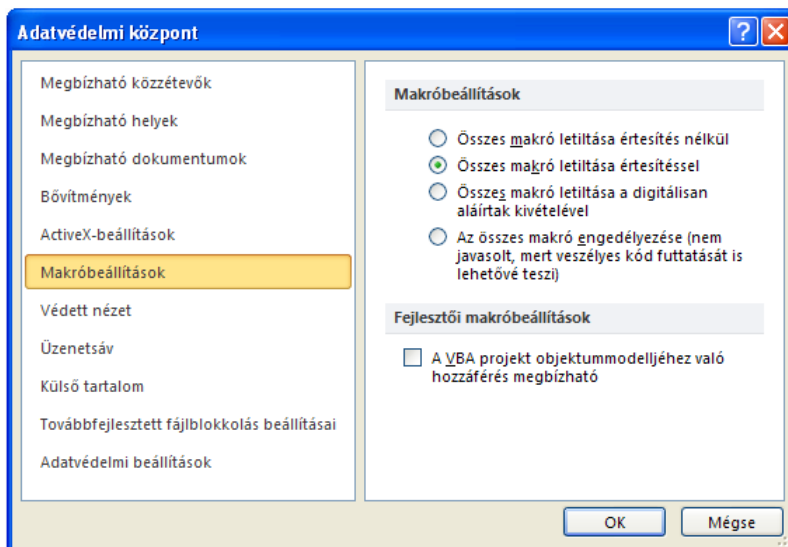 Adatvédelmi központ
Megbízható közzétevők
Megbízható helyek
Megbízható dokumentumok
Bővítmények
ActiveX-beállítások
Makróbeállítások
Védett nézet
Üzenetsáv
Külső tartalom
Továbbfejlesztett fájlblokkolás beállításai
Adatvédelmi beállítások
Makróbeállítások
Összes makró letiltása értesítés nélkül
Összes makró letiltása értesítéssel
Összes makró letiltása a digitálisan
aláírtak kivételével
Az összes makró engedélyezése (nem
javasolt, mert veszélyes kód futtatását is
lehetővé teszi)
Fejlesztői makróbeállítások
A VBA projekt objektummodelljéhez való
hozzáférés megbízható
OK
Mégse